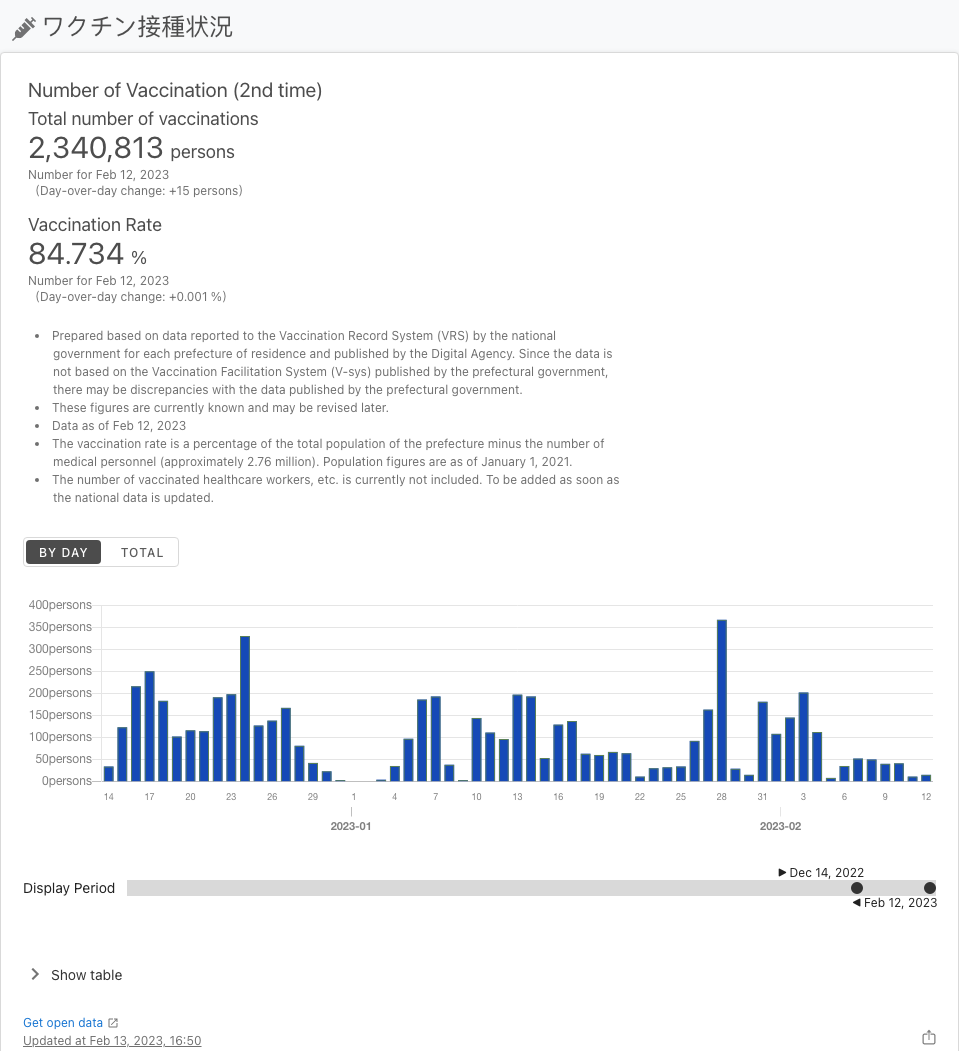 ワクチン接種状況
Number of Vaccination (2nd time)
Total number of vaccinations
2,340,813 persons
Number for Feb 12, 2023
(Day-over-day change: +15 persons)
Vaccination Rate
84.734 %
Number for Feb 12, 2023
(Day-over-day change: +0.001 %)
• Prepared based on data reported to the Vaccination Record System (VRS) by the national
government for each prefecture of residence and published by the Digital Agency. Since the data is
not based on the Vaccination Facilitation System (V-sys) published by the prefectural government,
there may be discrepancies with the data published by the prefectural government.
• These figures are currently known and may be revised later.
• Data as of Feb 12, 2023
• The vaccination rate is a percentage of the total population of the prefecture minus the number of
medical personnel (approximately 2.76 million). Population figures are as of January 1, 2021.
• The number of vaccinated healthcare workers, etc. is currently not included. To be added as soon as
the national data is updated.
BY DAY TOTAL
400persons
350persons
300persons
250persons
200persons
150persons
100persons
50persons
0persons
14 17 20 23 26 29 1 4 7 10 13 16 19 22 25 28 31 3 6 9 12
2023-01 2023-02
Dec 14, 2022
Display Period
Feb 12, 2023
Show table
Get open data
Updated at Feb 13, 2023, 16:50